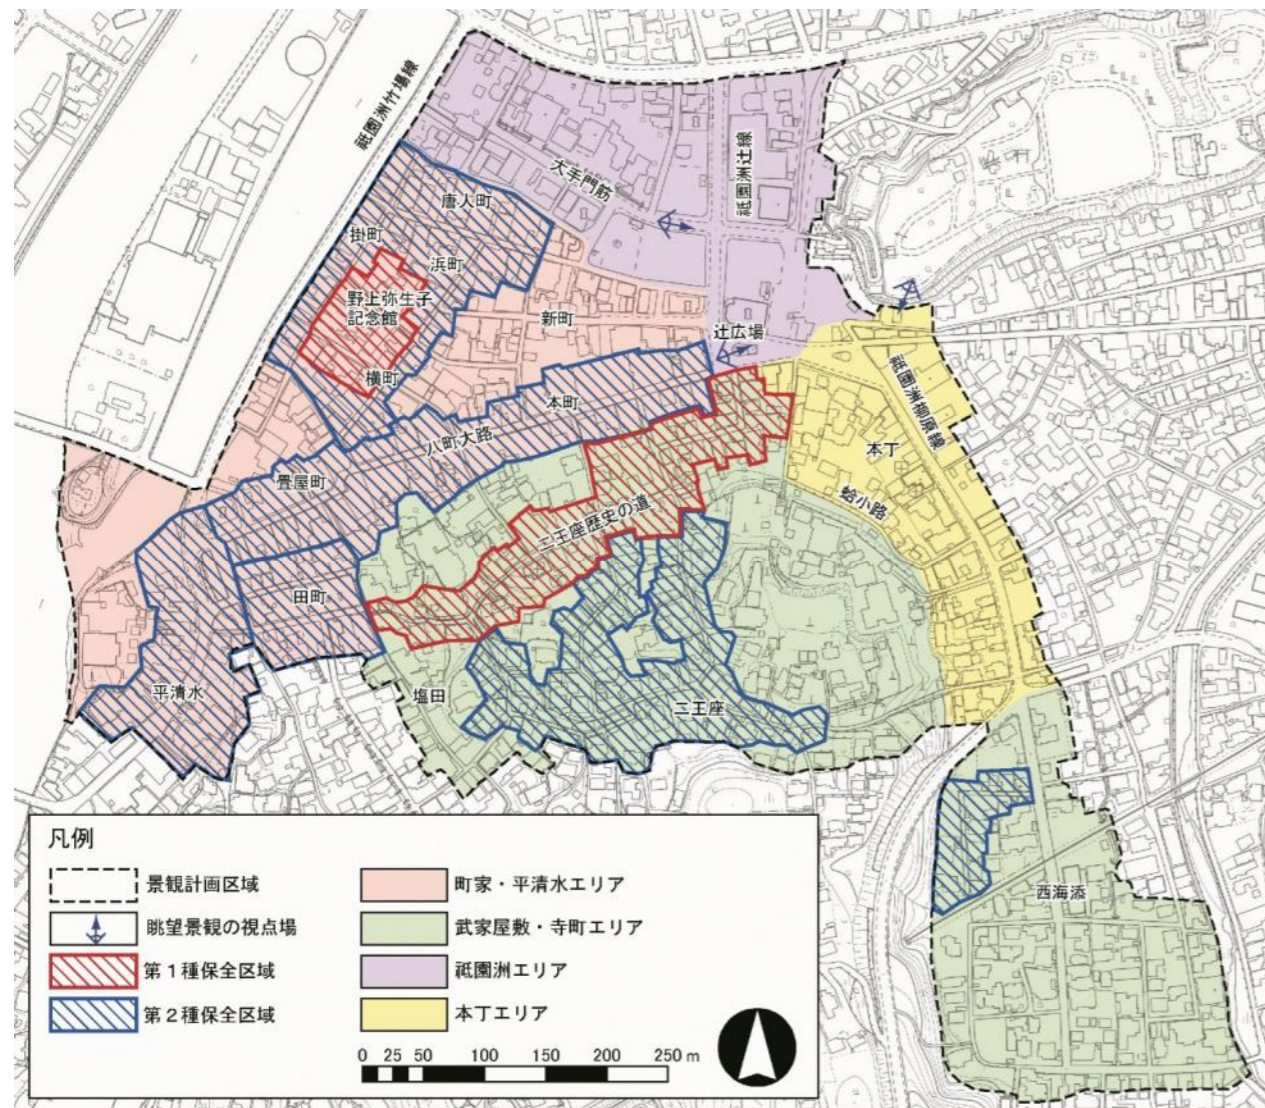 祇園洲竹場線
大手門筋
祇園洲辻線
唐人町
掛町
浜町
野上弥生子
記念館
新町
辻広場
横町
本町
八町大路
祇園洲柳原線
本丁
畳屋町
蛤小路
二王座歴史の道
田町
平清水
塩田
二王座
西海添
凡例
景観計画区域
眺望景観の視点場
第1種保全区域
第2種保全区域
町家・平清水エリア
武家屋敷・寺町エリア
祇園洲エリア
本丁エリア
0 25 50 100 150 200 250 m